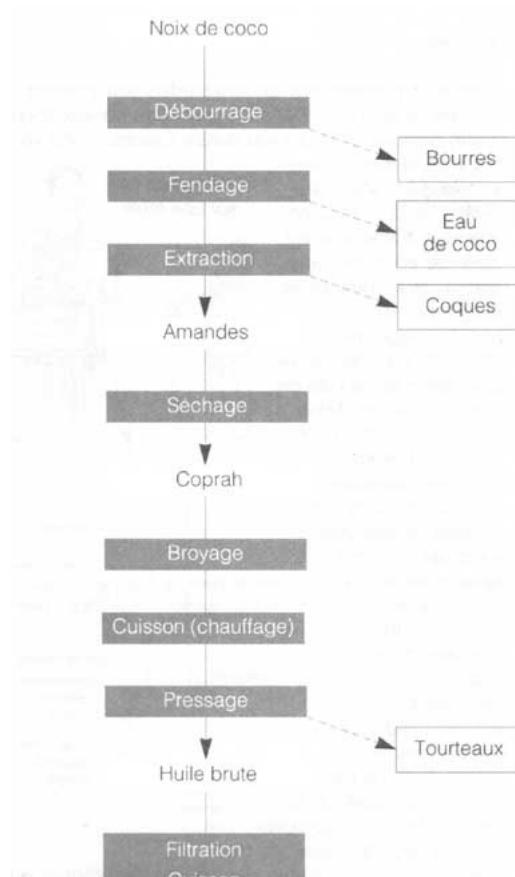 Noix de coco
Débourrage
Bourres
Fendage
Eau
de coco
Extraction
Coques
Amandes
Séchage
Coprah
Broyage
Cuisson (chauffage)
Pressage
Tourteaux
Huile brute
Filtration